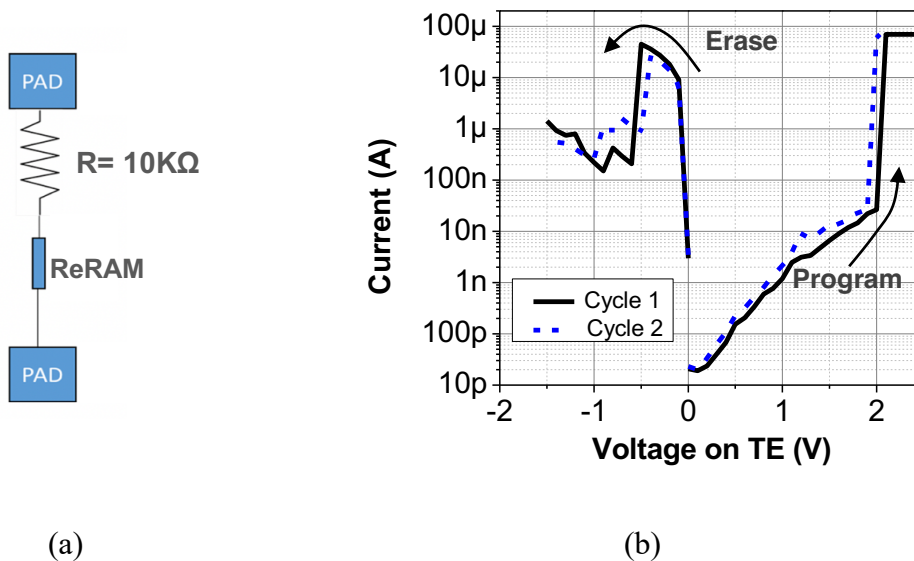 PAD
R= 10KΩ
ReRAM
PAD
(a)
100µ
10µ
1µ
100n
10n
1n
100p
10p
Current (A)
Erase
Program
Cycle 1
Cycle 2
-2
-1
0
1
2
Voltage on TE (V)
(b)